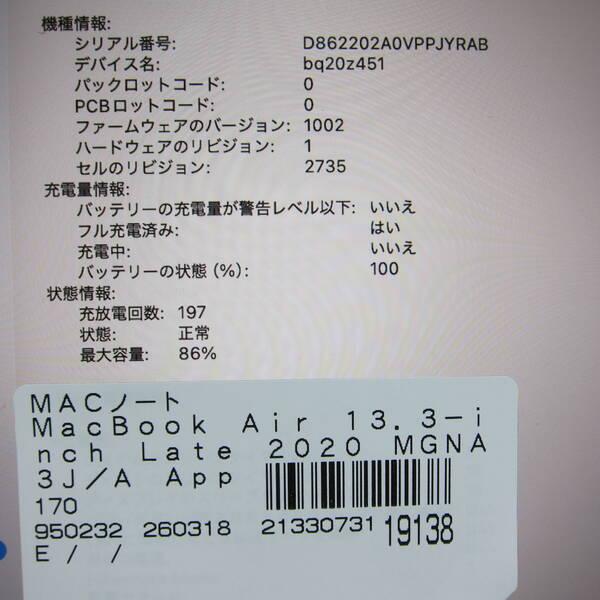 機種情報:
シリアル番号: D862202A0VPPJYRAB
デバイス名: bq20z451
パックロットコード: 0
PCBロットコード: 0
ファームウェアのバージョン: 1002
ハードウェアのリビジョン: 1
セルのリビジョン: 2735
充電量情報:
バッテリーの充電量が警告レベル以下: いいえ
フル充電済み: はい
充電中: いいえ
バッテリーの状態 (%): 100
状態情報:
充放電回数: 197
状態: 正常
最大容量: 86%
MACノート
MacBook Air 13.3-i
nch Late 2020 MGNA
3J/A App
170
950232 260318 21330731 19138
E / /